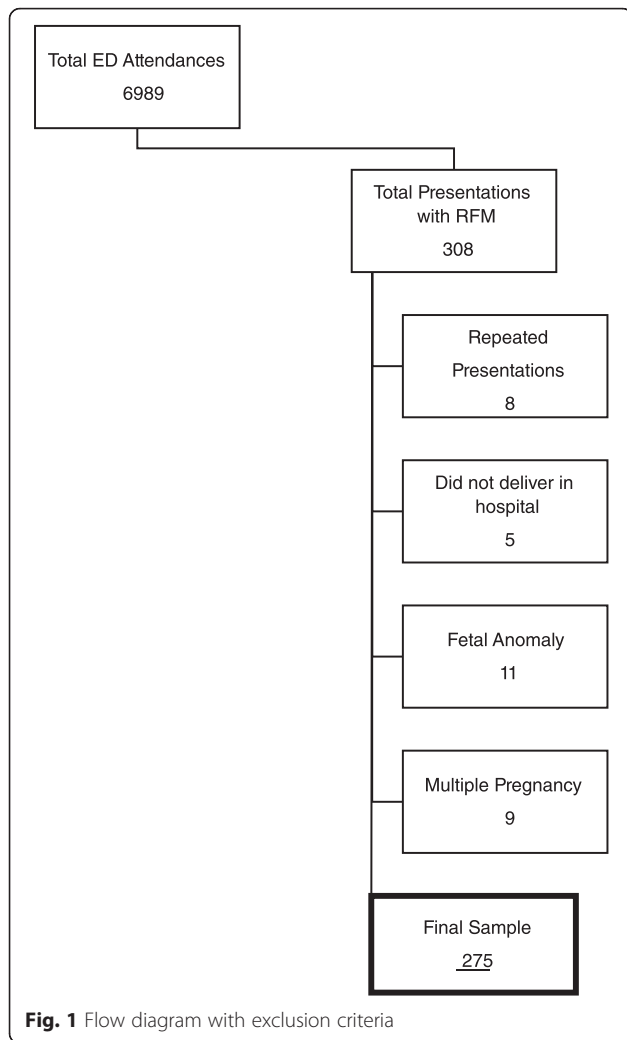 Total ED Attendances
6989
Total Presentations
with RFM
308
Repeated
Presentations
8
Did not deliver in
hospital
5
Fetal Anomaly
11
Multiple Pregnancy
9
Final Sample
275
Fig. 1 Flow diagram with exclusion criteria